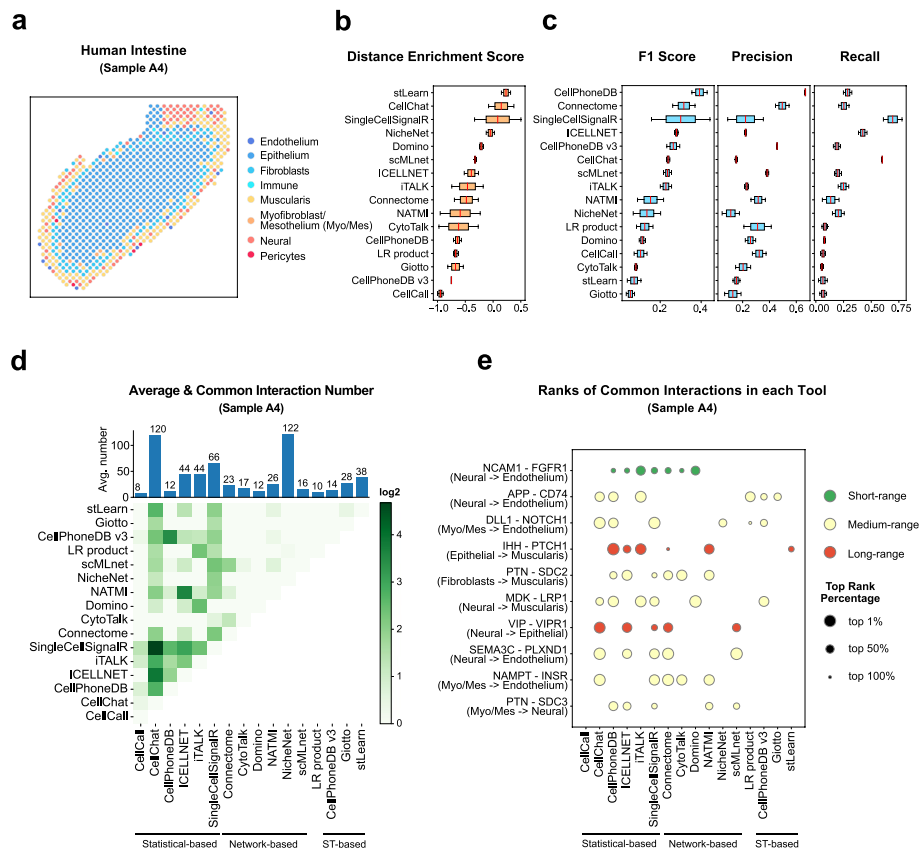 a
Human Intestine
(Sample A4)
Endothelium
Epithelium
Fibroblasts
Immune
Muscularis
Myofibroblast/
Mesothelium (Myo/Mes)
Neural
Pericytes
b
Distance Enrichment Score
stLearn
CellChat
SingleCellSignalR
NicheNet
Domino
scMLnet
ICELLNET
iTALK
Connectome
NATMI
CytoTalk
CellPhoneDB
LR product
Giotto
CellPhoneDB v3
CellCall
−1.0 −0.5 0.0 0.5
c
F1 Score Precision Recall
CellPhoneDB
Connectome
SingleCellSignalR
ICELLNET
CellPhoneDB v3
CellChat
scMLnet
iTALK
NATMI
NicheNet
LR product
Domino
CellCall
CytoTalk
stLearn
Giotto
0.2 0.4 0.0 0.2 0.4 0.6 0.00 0.25 0.50 0.75
d
Average & Common Interaction Number
(Sample A4)
Avg. number
100
50
0
8 120 12 44 44 66 23 17 12 26 122 16 10 14 28 38
stLearn
Giotto
CellPhoneDB v3
LR product
scMLnet
NicheNet
NATMI
Domino
CytoTalk
Connectome
SingleCellSignalR
iTALK
ICELLNET
CellPhoneDB
CellChat
CellCall
log2
4
3
2
1
0
CellCall
CellChat
CellPhoneDB
ICELLNET
iTALK
SingleCellSignalR
Connectome
CytoTalk
Domino
NATMI
NicheNet
scMLnet
LR product
CellPhoneDB v3
Giotto
stLearn
Statistical-based Network-based ST-based
e
Ranks of Common Interactions in each Tool
(Sample A4)
NCAM1 - FGFR1
(Neural -> Endothelium)
APP - CD74
(Neural -> Endothelium)
DLL1 - NOTCH1
(Myo/Mes -> Endothelium)
IHH - PTCH1
(Epithelial -> Muscularis)
PTN - SDC2
(Fibroblasts -> Muscularis)
MDK - LRP1
(Neural -> Muscularis)
VIP - VIPR1
(Neural -> Epithelial)
SEMA3C - PLXND1
(Neural -> Endothelium)
NAMPT - INSR
(Myo/Mes -> Endothelium)
PTN - SDC3
(Myo/Mes -> Neural)
Short-range
Medium-range
Long-range
Top Rank
Percentage
top 1%
top 50%
top 100%
CellCall
CellChat
CellPhoneDB
ICELLNET
iTALK
SingleCellSignalR
Connectome
CytoTalk
Domino
NATMI
NicheNet
scMLnet
LR product
CellPhoneDB v3
Giotto
stLearn
Statistical-based Network-based ST-based